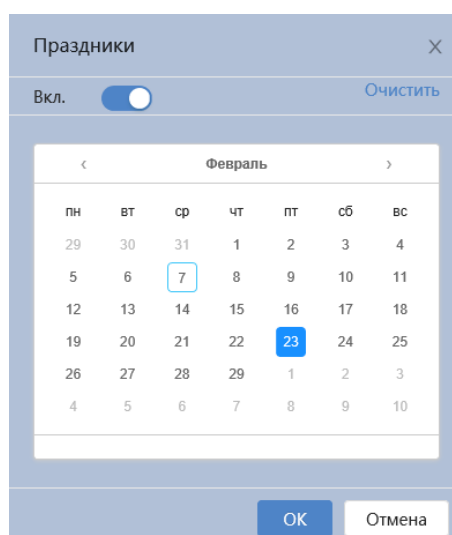 Праздники
Вкл. Очистить
Февраль
пн вт ср чт пт сб вс
29 30 31 1 2 3 4
5 6 7 8 9 10 11
12 13 14 15 16 17 18
19 20 21 22 23 24 25
26 27 28 29 1 2 3
4 5 6 7 8 9 10
OK Отмена